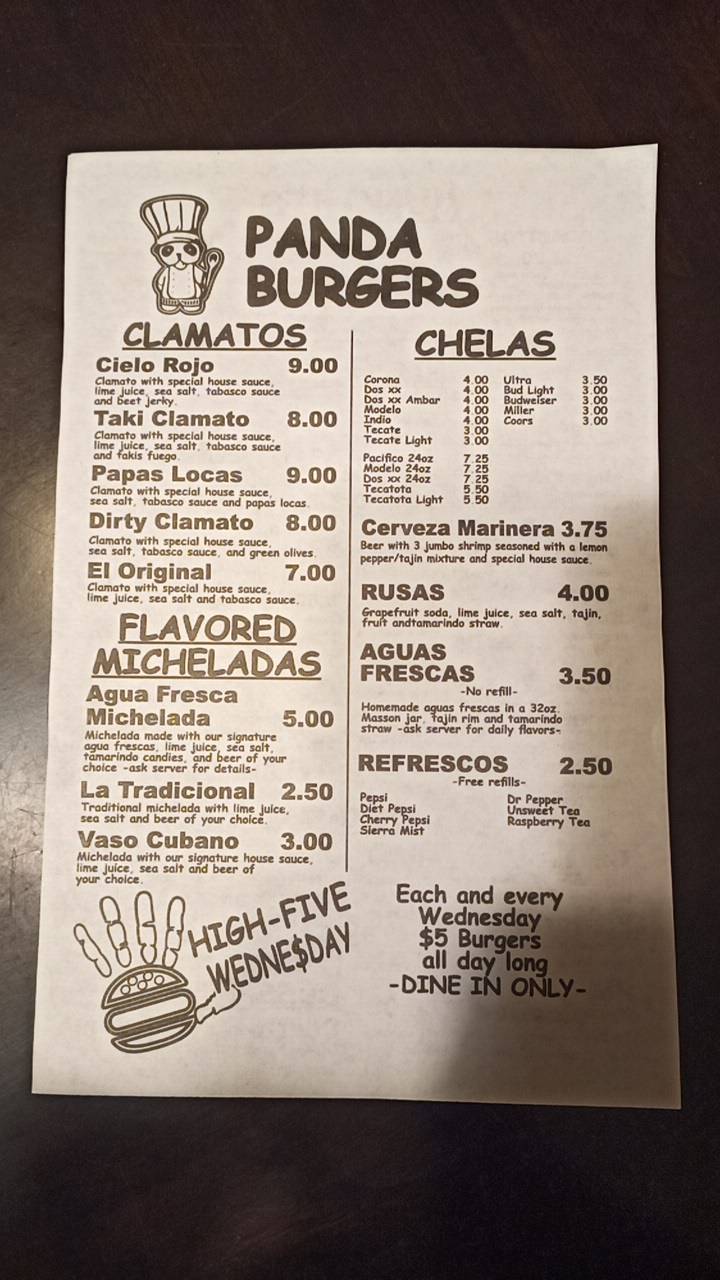 PANDA
BURGERS
CLAMATOS
Cielo Rojo 9.00
Clamato with special house sauce,
lime juice, sea salt, tabasco sauce
and beet jerky.
Taki Clamato 8.00
Clamato with special house sauce,
lime juice, sea salt, tabasco sauce
and takis fuego.
Papas Locas 9.00
Clamato with special house sauce,
sea salt, tabasco sauce and papas locas.
Dirty Clamato 8.00
Clamato with special house sauce,
sea salt, tabasco sauce, and green olives.
El Original 7.00
Clamato with special house sauce,
lime juice, sea salt and tabasco sauce.
FLAVORED
MICHELADAS
Agua Fresca
Michelada 5.00
Michelada made with our signature
agua frescas, lime juice, sea salt,
tamarindo candies, and beer of your
choice -ask server for details-
La Tradicional 2.50
Traditional michelada with lime juice,
sea salt and beer of your choice.
Vaso Cubano 3.00
Michelada with our signature house sauce,
lime juice, sea salt and beer of
your choice.
HIGH-FIVE
WEDNE$DAY
CHELAS
Corona 4.00 Ultra 3.50
Dos xx 4.00 Bud Light 3.00
Dos xx Ambar 4.00 Budweiser 3.00
Modelo 4.00 Miller 3.00
Indio 4.00 Coors 3.00
Tecate 3.00
Tecate Light 3.00
Pacifico 24oz 7.25
Modelo 24oz 7.25
Dos xx 24oz 7.25
Tecatota 5.50
Tecatota Light 5.50
Cerveza Marinera 3.75
Beer with 3 jumbo shrimp seasoned with a lemon
pepper/tajin mixture and special house sauce.
RUSAS 4.00
Grapefruit soda, lime juice, sea salt, tajin,
fruit andtamarindo straw.
AGUAS
FRESCAS 3.50
-No refill-
Homemade aguas frescas in a 32oz.
Masson jar, tajin rim and tamarindo
straw -ask server for daily flavors-
REFRESCOS 2.50
-Free refills-
Pepsi Dr Pepper
Diet Pepsi Unsweet Tea
Cherry Pepsi Raspberry Tea
Sierra Mist
Each and every
Wednesday
$5 Burgers
all day long
-DINE IN ONLY-